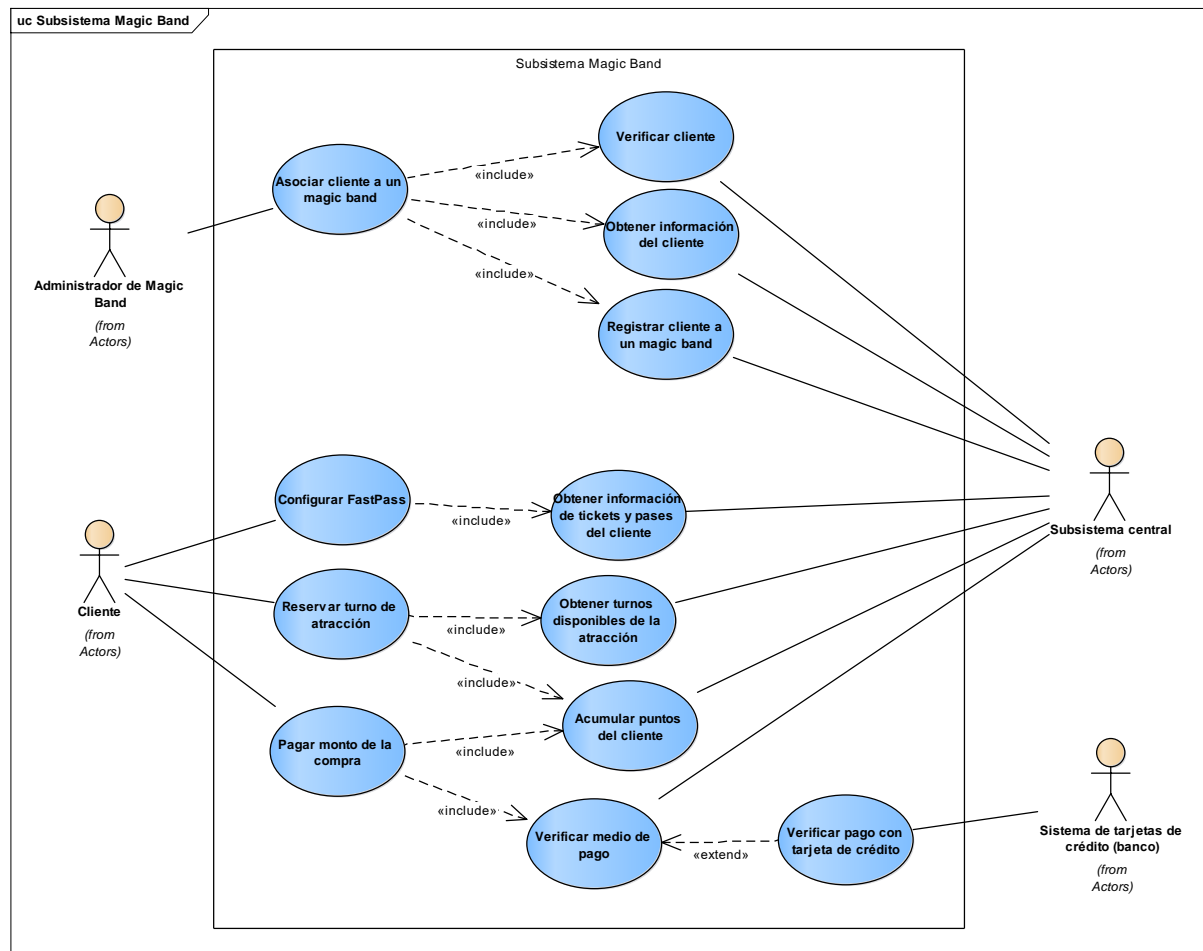 uc Subsistema Magic Band
Subsistema Magic Band
Verificar cliente
Asociar cliente a un
magic band
«include»
«include»
Obtener información
del cliente
«include»
Registrar cliente a
un magic band
Administrador de Magic
Band
(from
Actors)
Configurar FastPass
«include»
Obtener información
de tickets y pases
del cliente
Subsistema central
(from
Actors)
Cliente
(from
Actors)
Reservar turno de
atracción
«include»
Obtener turnos
disponibles de la
atracción
«include»
Acumular puntos
del cliente
Pagar monto de la
compra
«include»
«include»
Verificar medio de
pago
«extend»
Verificar pago con
tarjeta de crédito
Sistema de tarjetas de
crédito (banco)
(from
Actors)